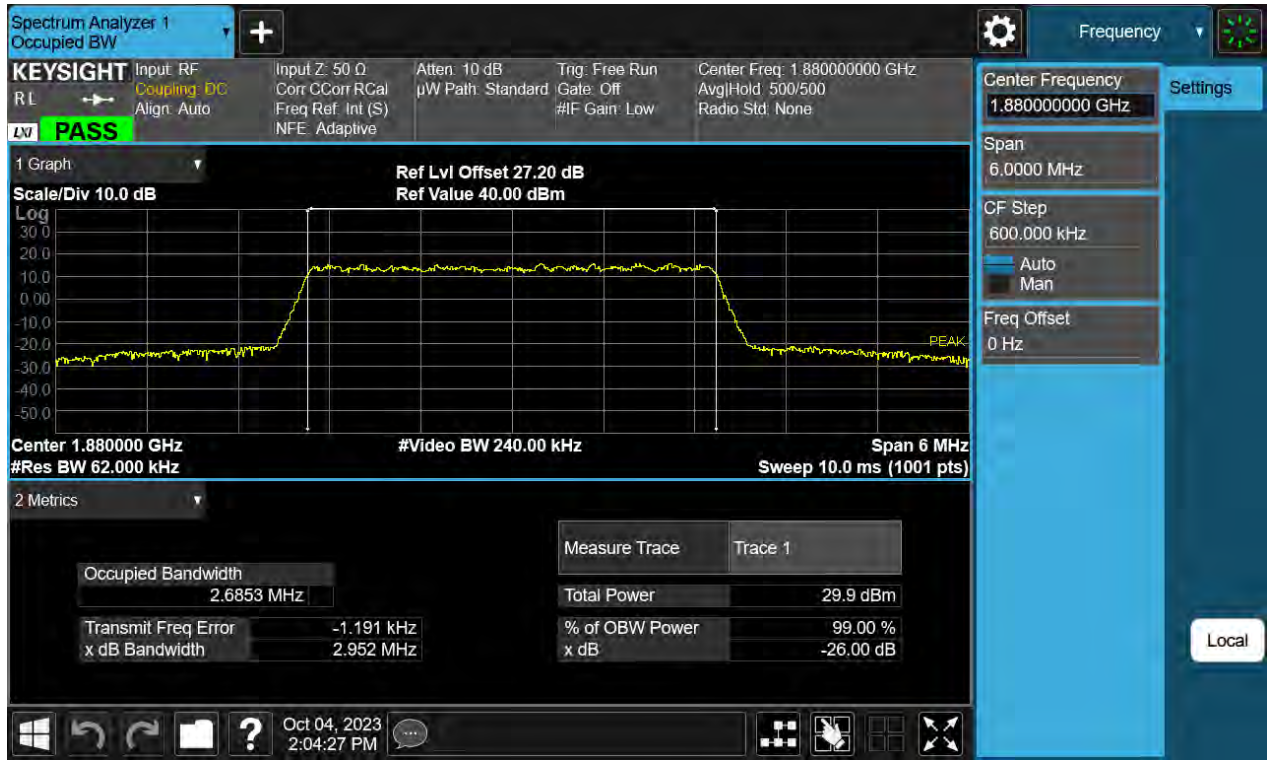 Spectrum Analyzer 1
Occupied BW
Frequency
KEYSIGHT
RL
LXI
PASS
Input: RF
Coupling: DC
Align: Auto
Input Z: 50 Ω
Corr CCorr RCal
Freq Ref: Int (S)
NFE: Adaptive
Atten: 10 dB
µW Path: Standard
Trig: Free Run
Gate: Off
#IF Gain: Low
Center Freq: 1.880000000 GHz
Avg|Hold: 500/500
Radio Std: None
Center Frequency
1.880000000 GHz
Settings
Span
6.0000 MHz
CF Step
600.000 kHz
Auto
Man
Freq Offset
0 Hz
Local
1 Graph
Scale/Div 10.0 dB
Ref Lvl Offset 27.20 dB
Ref Value 40.00 dBm
Log
30.0
20.0
10.0
0.00
-10.0
-20.0
-30.0
-40.0
-50.0
PEAK
Center 1.880000 GHz
#Video BW 240.00 kHz
Span 6 MHz
#Res BW 62.000 kHz
Sweep 10.0 ms (1001 pts)
2 Metrics
Measure Trace Trace 1
Occupied Bandwidth
2.6853 MHz
Total Power 29.9 dBm
Transmit Freq Error -1.191 kHz
% of OBW Power 99.00 %
x dB Bandwidth 2.952 MHz
x dB -26.00 dB
?
Oct 04, 2023
2:04:27 PM